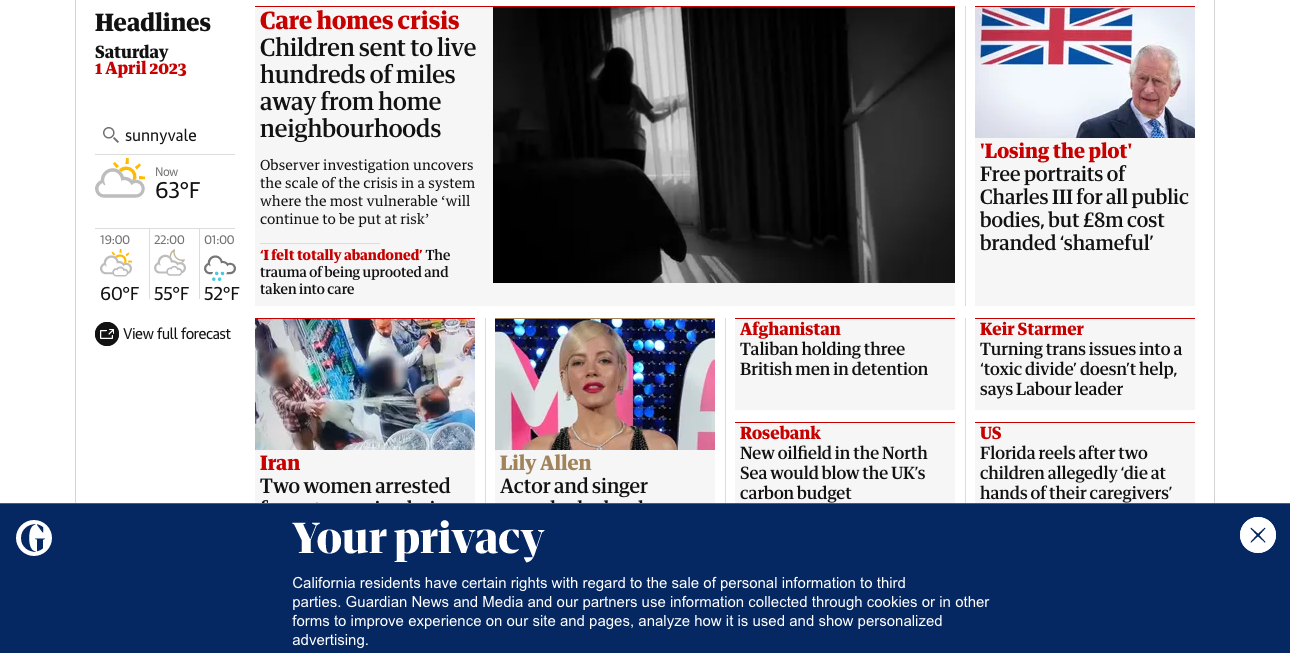 Headlines
Saturday
1 April 2023
sunnyvale
Now
63°F
19:00
60°F
22:00
55°F
01:00
52°F
View full forecast
Care homes crisis
Children sent to live
hundreds of miles
away from home
neighbourhoods
Observer investigation uncovers
the scale of the crisis in a system
where the most vulnerable ‘will
continue to be put at risk’
‘I felt totally abandoned’ The
trauma of being uprooted and
taken into care
'Losing the plot'
Free portraits of
Charles III for all public
bodies, but £8m cost
branded ‘shameful’
Iran
Two women arrested
Lily Allen
Actor and singer
Afghanistan
Taliban holding three
British men in detention
Rosebank
New oilfield in the North
Sea would blow the UK’s
carbon budget
Keir Starmer
Turning trans issues into a
‘toxic divide’ doesn’t help,
says Labour leader
US
Florida reels after two
children allegedly ‘die at
hands of their caregivers’
Your privacy
California residents have certain rights with regard to the sale of personal information to third
parties. Guardian News and Media and our partners use information collected through cookies or in other
forms to improve experience on our site and pages, analyze how it is used and show personalized
advertising.